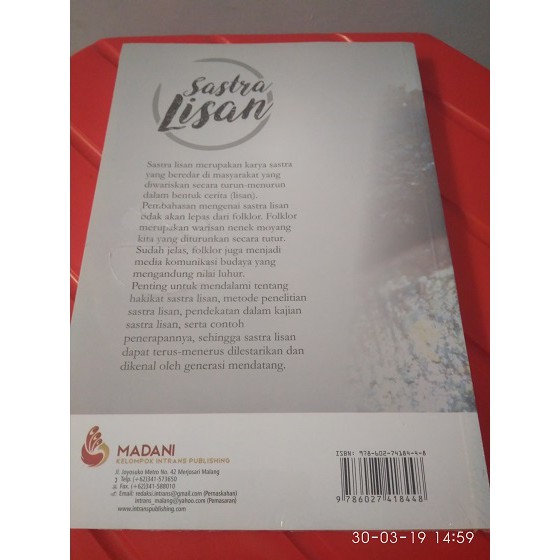 Sastra
Lisan
Sastra lisan merupakan karya sastra
yang beredar di masyarakat yang
diwariskan secara turun-menurun
dalam bentuk cerita (lisan).
Pembahasan mengenai sastra lisan
tidak akan lepas dari folklor. Folklor
merupakan warisan nenek moyang
kita yang diturunkan secara tutur.
Sudah jelas, folklor juga menjadi
media komunikasi budaya yang
mengandung nilai luhur.
Penting untuk mendalami tentang
hakikat sastra lisan, metode penelitian
sastra lisan, pendekatan dalam kajian
sastra lisan, serta contoh
penerapannya, sehingga sastra lisan
dapat terus-menerus dilestarikan dan
dikenal oleh generasi mendatang.
MADANI
KELOMPOK INTRANS PUBLISHING
Jl. Joyosuko Metro No. 42 Merjosari Malang
Telp. (+62)341-573650
Fax. (+62)341-588010
Email: redaksi.intrans@gmail.com (Pernaskahan)
intrans_malang@yahoo.com (Pemasaran)
www.intranspublishing.com
ISBN: 978-602-74184-4-8
9 786027 418448
30-03-19 14:59